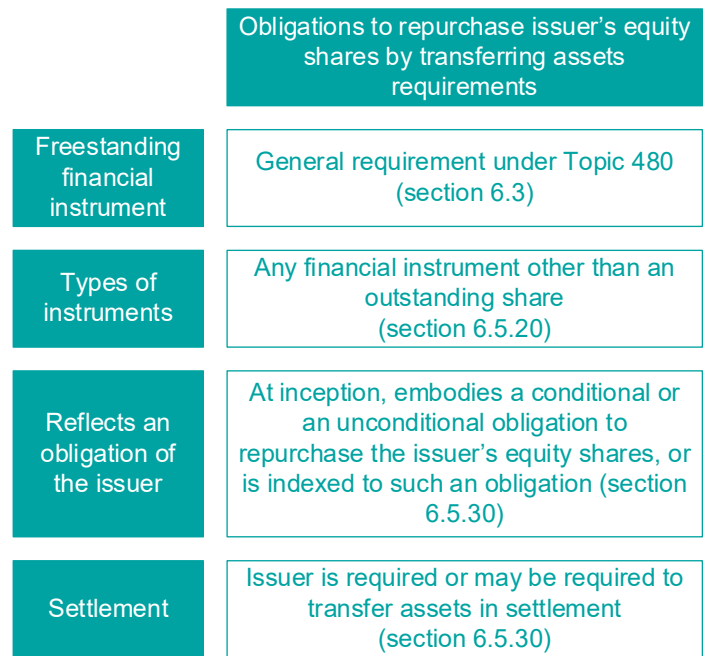 Obligations to repurchase issuer's equity
shares by transferring assets
requirements
Freestanding
financial
instrument
General requirement under Topic 480
(section 6.3)
Types of
instruments
Any financial instrument other than an
outstanding share
(section 6.5.20)
Reflects an
obligation of
the issuer
At inception, embodies a conditional or
an unconditional obligation to
repurchase the issuer's equity shares, or
is indexed to such an obligation (section
6.5.30)
Settlement
Issuer is required or may be required to
transfer assets in settlement
(section 6.5.30)